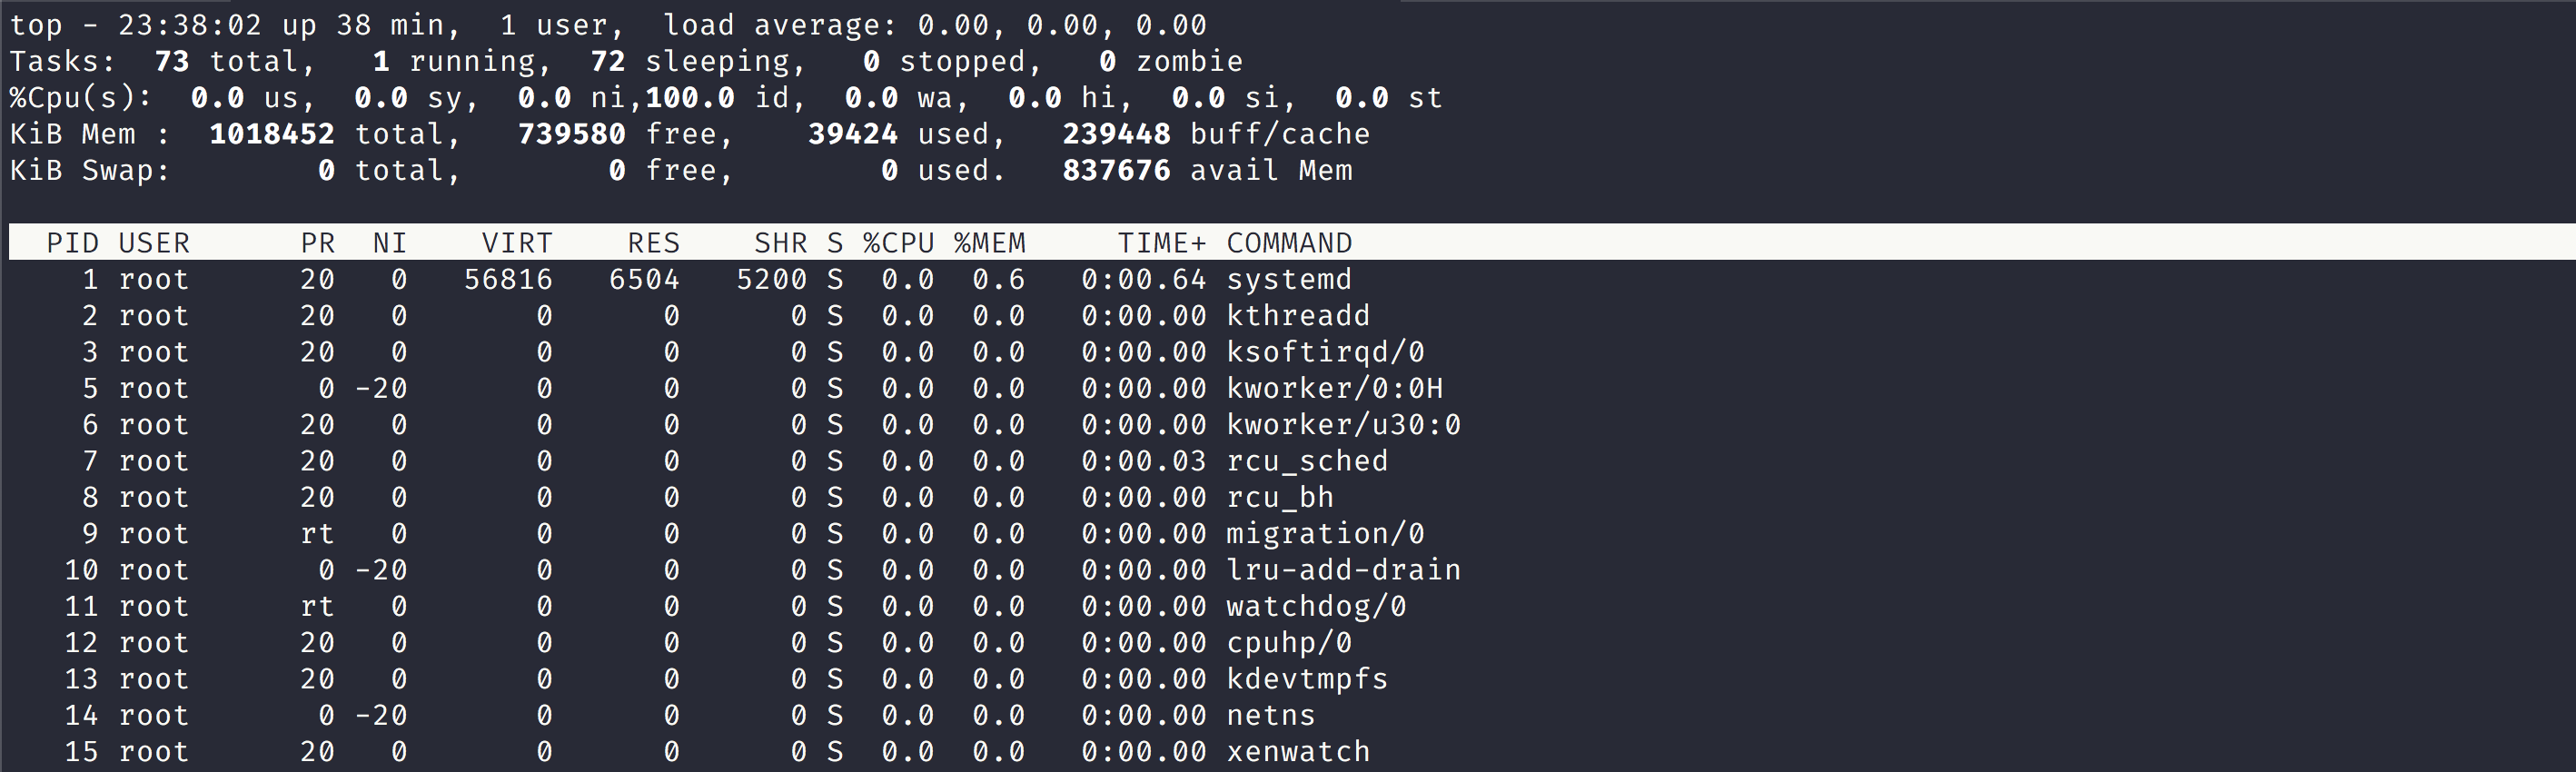 top - 23:38:02 up 38 min,  1 user,  load average: 0.00, 0.00, 0.00
Tasks:  73 total,   1 running,  72 sleeping,   0 stopped,   0 zombie
%Cpu(s):  0.0 us,  0.0 sy,  0.0 ni,100.0 id,  0.0 wa,  0.0 hi,  0.0 si,  0.0 st
KiB Mem :  1018452 total,   739580 free,    39424 used,   239448 buff/cache
KiB Swap:        0 total,        0 free,        0 used.   837676 avail Mem
  PID USER      PR  NI    VIRT    RES    SHR S %CPU %MEM     TIME+ COMMAND
    1 root      20   0   56816   6504   5200 S  0.0  0.6   0:00.64 systemd
    2 root      20   0       0      0      0 S  0.0  0.0   0:00.00 kthreadd
    3 root      20   0       0      0      0 S  0.0  0.0   0:00.00 ksoftirqd/0
    5 root       0 -20       0      0      0 S  0.0  0.0   0:00.00 kworker/0:0H
    6 root      20   0       0      0      0 S  0.0  0.0   0:00.00 kworker/u30:0
    7 root      20   0       0      0      0 S  0.0  0.0   0:00.03 rcu_sched
    8 root      20   0       0      0      0 S  0.0  0.0   0:00.00 rcu_bh
    9 root      rt   0       0      0      0 S  0.0  0.0   0:00.00 migration/0
   10 root       0 -20       0      0      0 S  0.0  0.0   0:00.00 lru-add-drain
   11 root      rt   0       0      0      0 S  0.0  0.0   0:00.00 watchdog/0
   12 root      20   0       0      0      0 S  0.0  0.0   0:00.00 cpuhp/0
   13 root      20   0       0      0      0 S  0.0  0.0   0:00.00 kdevtmpfs
   14 root       0 -20       0      0      0 S  0.0  0.0   0:00.00 netns
   15 root      20   0       0      0      0 S  0.0  0.0   0:00.00 xenwatch